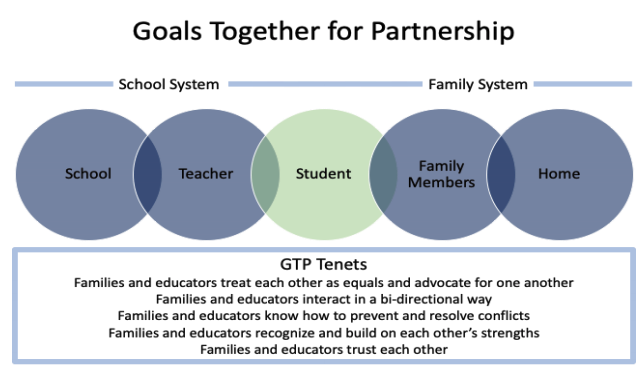 Goals Together for Partnership
School System
Family System
School
Teacher
Student
Family
Members
Home
GTP Tenets
Families and educators treat each other as equals and advocate for one another
Families and educators interact in a bi-directional way
Families and educators know how to prevent and resolve conflicts
Families and educators recognize and build on each other’s strengths
Families and educators trust each other